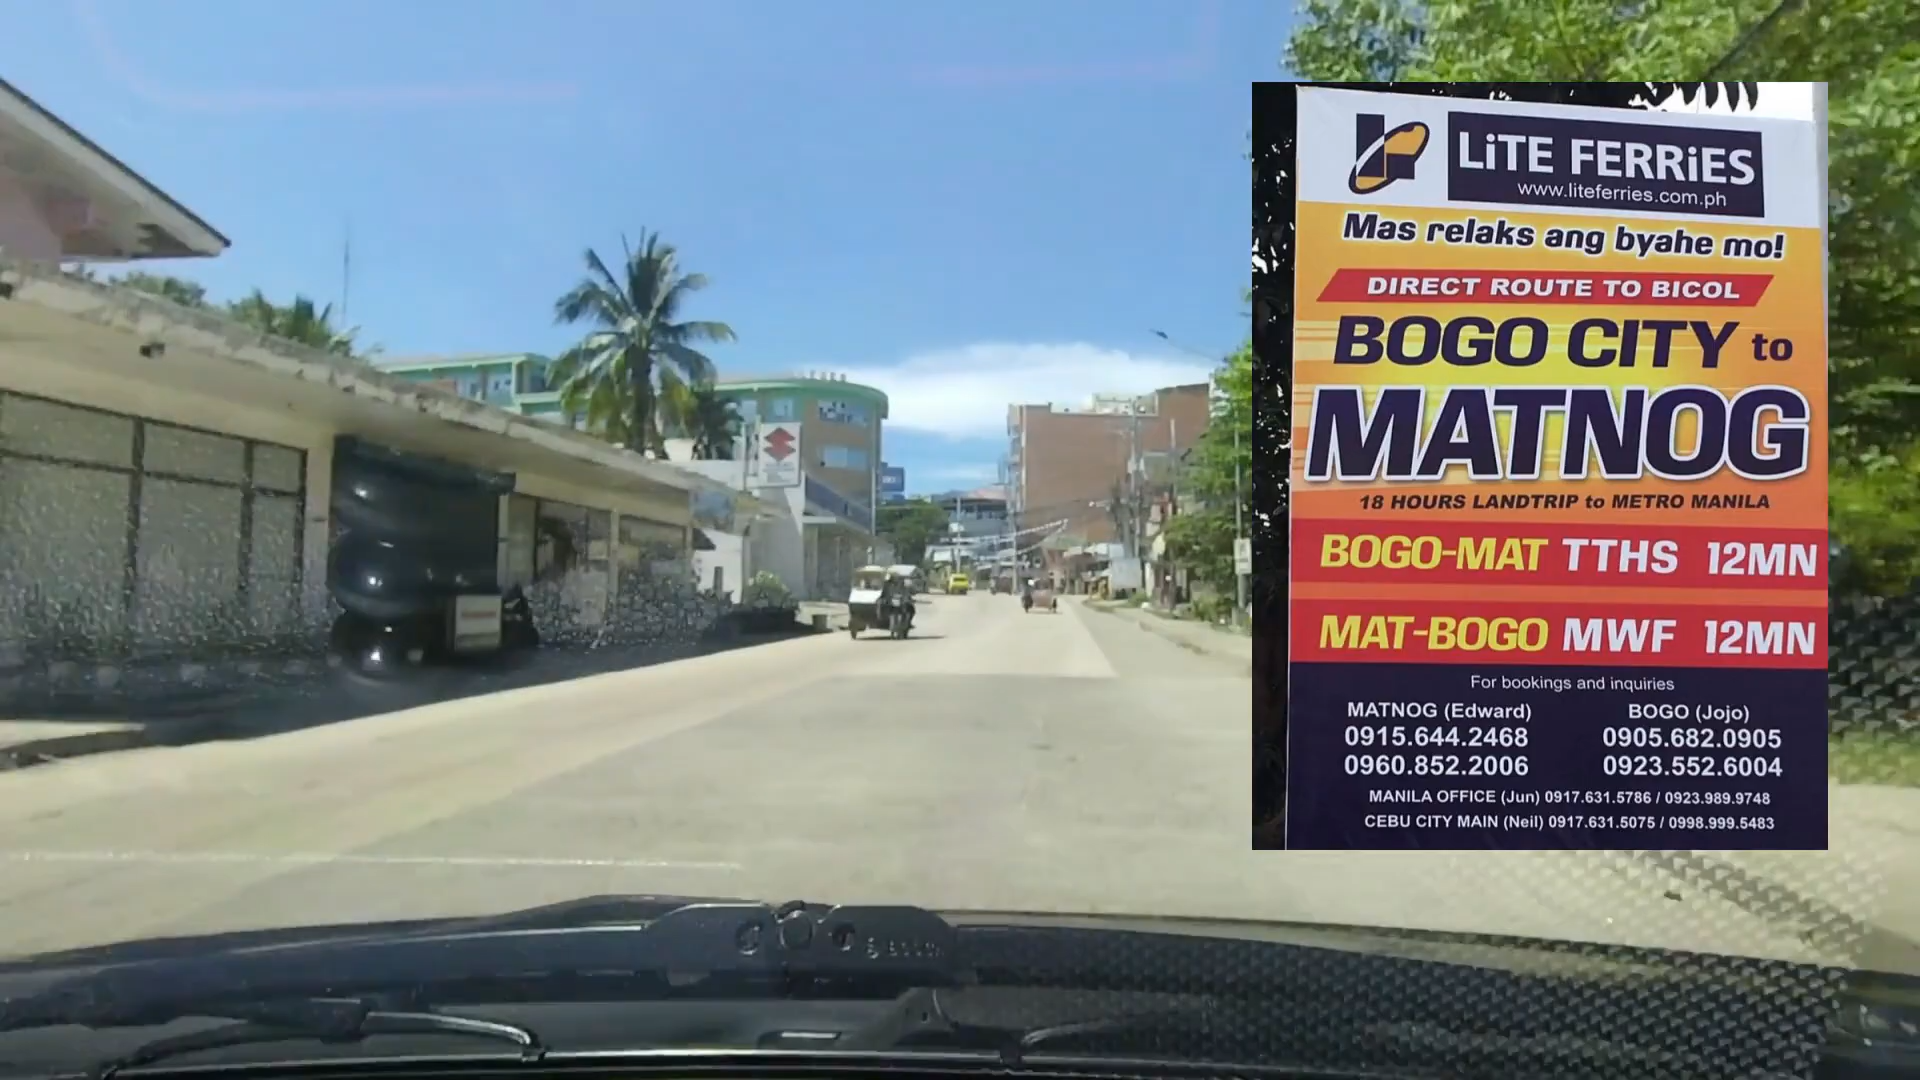 LiTE FERRiES
www.liteferries.com.ph
Mas relaks ang byahe mo!
DIRECT ROUTE TO BICOL
BOGO CITY to
MATNOG
18 HOURS LANDTRIP to METRO MANILA
BOGO-MAT TTHS 12MN
MAT-BOGO MWF 12MN
For bookings and inquiries
MATNOG (Edward)
0915.644.2468
0960.852.2006
BOGO (Jojo)
0905.682.0905
0923.552.6004
MANILA OFFICE (Jun) 0917.631.5786 / 0923.989.9748
CEBU CITY MAIN (Neil) 0917.631.5075 / 0998.999.5483